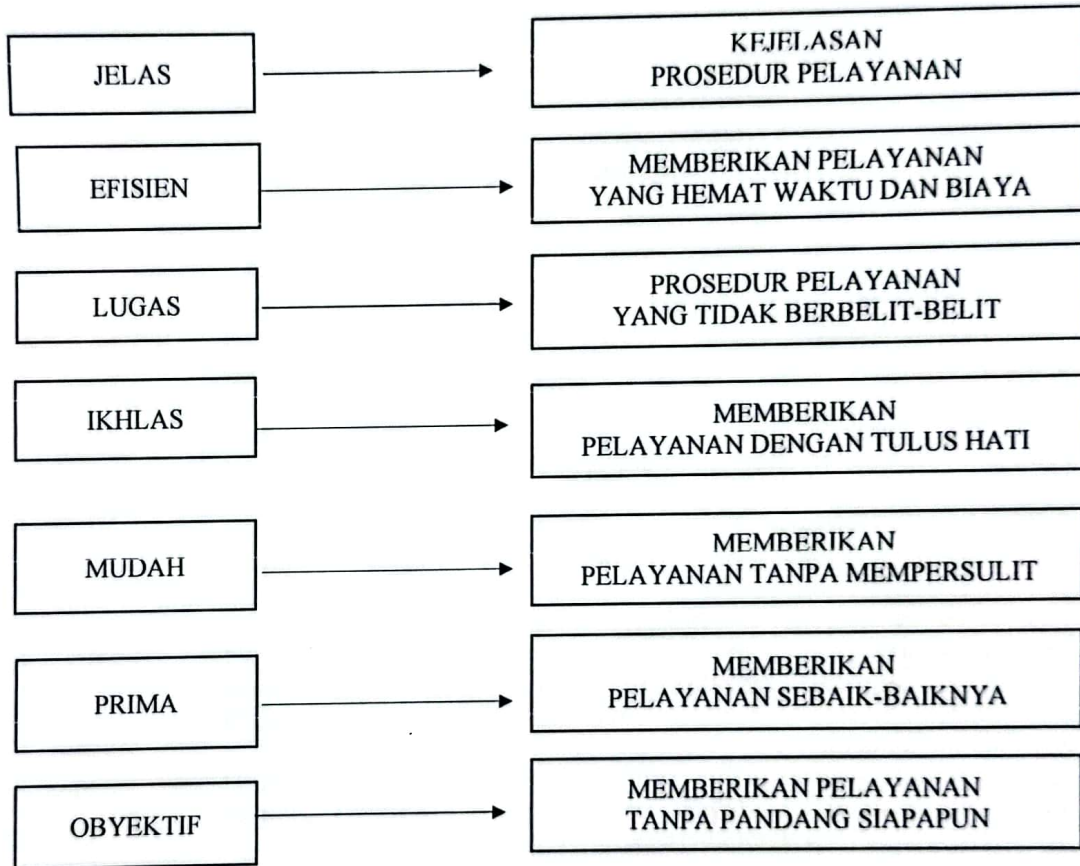 JELAS
KEJELASAN
PROSEDUR PELAYANAN
EFISIEN
MEMBERIKAN PELAYANAN
YANG HEMAT WAKTU DAN BIAYA
LUGAS
PROSEDUR PELAYANAN
YANG TIDAK BERBELIT-BELIT
IKHLAS
MEMBERIKAN
PELAYANAN DENGAN TULUS HATI
MUDAH
MEMBERIKAN
PELAYANAN TANPA MEMPERSULIT
PRIMA
MEMBERIKAN
PELAYANAN SEBAIK-BAIKNYA
OBYEKTIF
MEMBERIKAN PELAYANAN
TANPA PANDANG SIAPAPUN